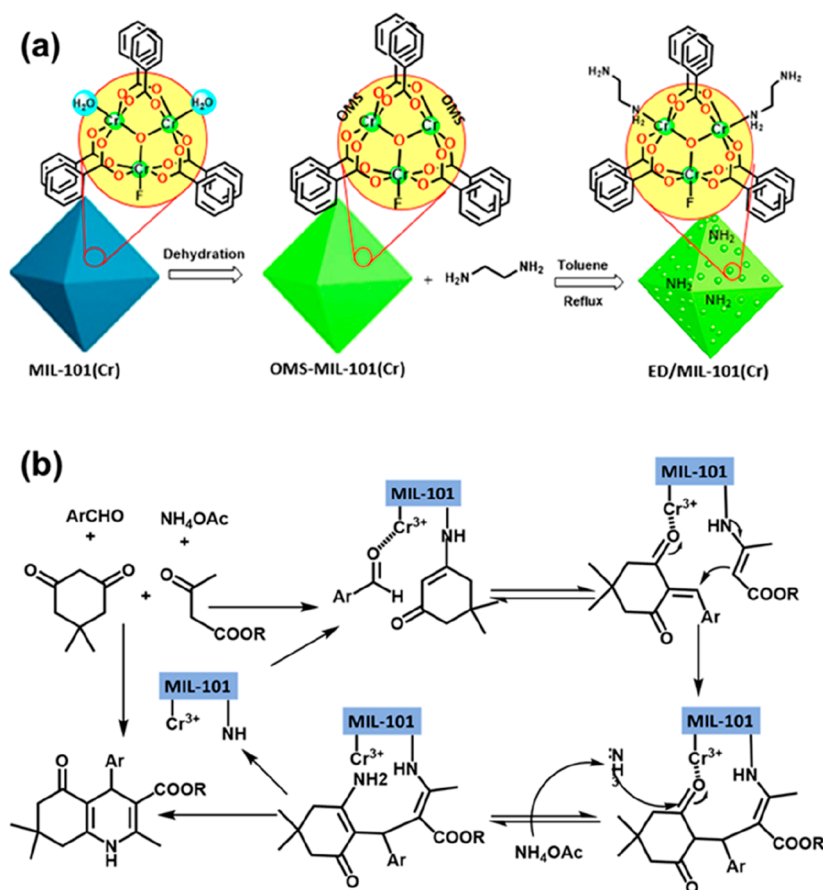 (a)
H₂O
H₂O
O
O
O
O
Cr
Cr
O
O
O
O
O
Cr
O
O
O
O
F
OMS
OMS
O
O
O
O
Cr
Cr
O
O
O
O
O
Cr
O
O
O
O
F
H₂N
NH₂
N
H₂
N
H₂
O
O
O
O
Cr
Cr
O
O
O
O
O
Cr
O
O
O
O
F
Dehydration
+
H₂N
NH₂
Toluene
Reflux
NH₂
NH₂
NH₂
MIL-101(Cr)
OMS-MIL-101(Cr)
ED/MIL-101(Cr)
(b)
ArCHO
NH₄OAc
+
+
O
O
+
O
COOR
MIL-101
Cr³⁺
O
NH
Ar
H
O
MIL-101
Cr³⁺
O
HN
O
Ar
COOR
MIL-101
Cr³⁺
NH
MIL-101
Cr³⁺
NH2
HN
O
Ar
COOR
NH₄OAc
:N
H
3
MIL-101
Cr³⁺
O
HN
O
Ar
COOR
O
Ar
COOR
N
H